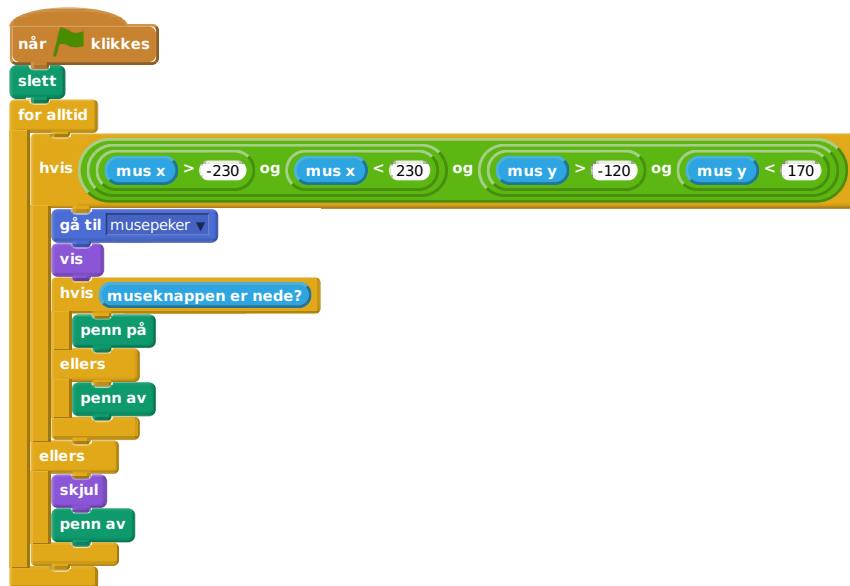 når klikkes
slett
for alltid
hvis mus x > -230 og mus x < 230 og mus y > -120 og mus y < 170
gå til musepeker
vis
hvis museknappen er nede?
penn på
ellers
penn av
ellers
skjul
penn av